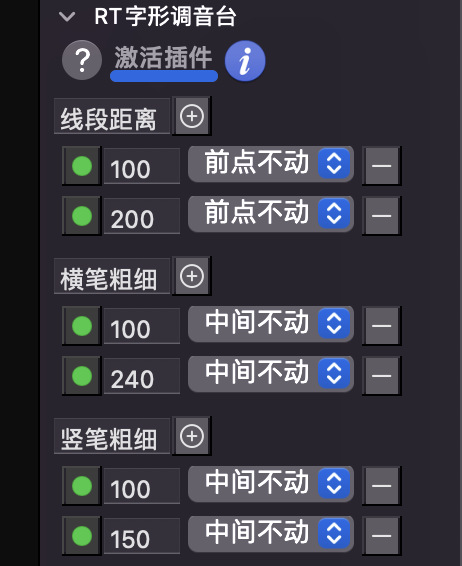 RT字形调音台
? 激活插件 i
线段距离
100 前点不动
200 前点不动
横笔粗细
100 中间不动
240 中间不动
竖笔粗细
100 中间不动
150 中间不动